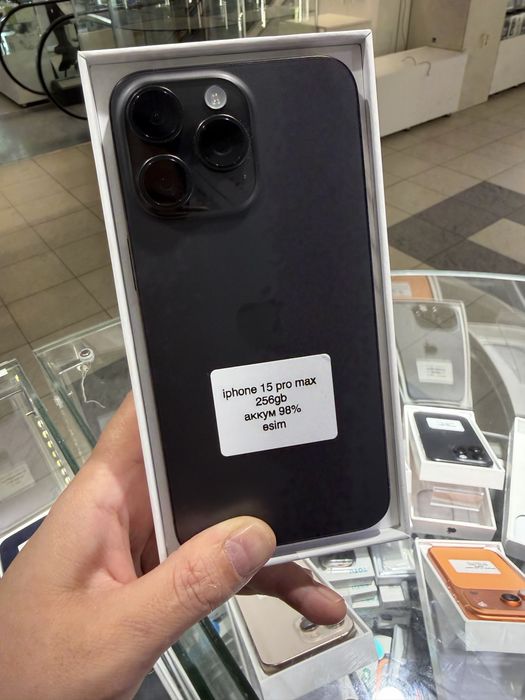 iphone 15 pro max
256gb
аккум 98%
esim